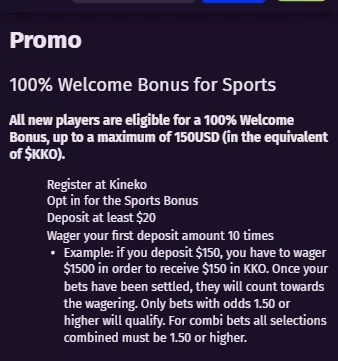 Promo
100% Welcome Bonus for Sports
All new players are eligible for a 100% Welcome
Bonus, up to a maximum of 150USD (in the equivalent
of $KKO).
Register at Kineko
Opt in for the Sports Bonus
Deposit at least $20
Wager your first deposit amount 10 times
• Example: if you deposit $150, you have to wager
$1500 in order to receive $150 in KKO. Once your
bets have been settled, they will count towards
the wagering. Only bets with odds 1.50 or
higher will qualify. For combi bets all selections
combined must be 1.50 or higher.